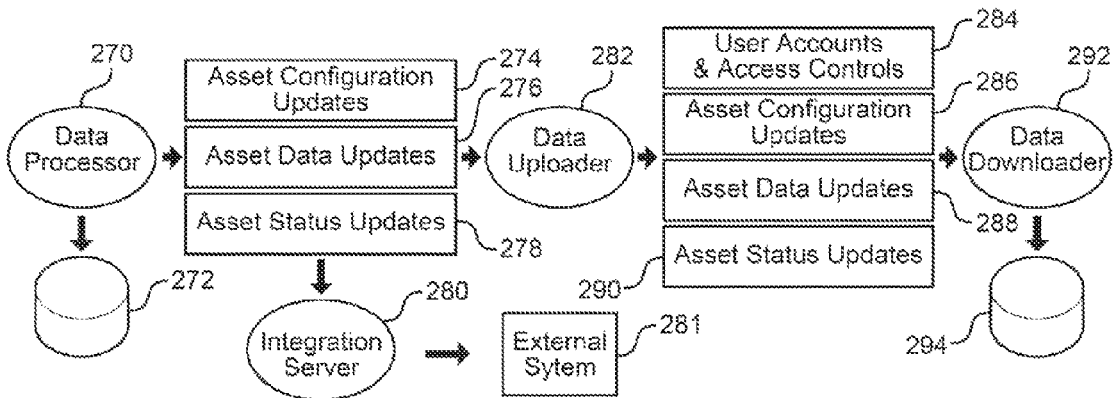 270
Data
Processor
272
Asset Configuration
Updates
274
276
Asset Data Updates
Asset Status Updates
278
280
Integration
Server
External
Sytem
281
282
Data
Uploader
User Accounts
& Access Controls
284
Asset Configuration
Updates
286
Asset Data Updates
288
Asset Status Updates
290
292
Data
Downloader
294